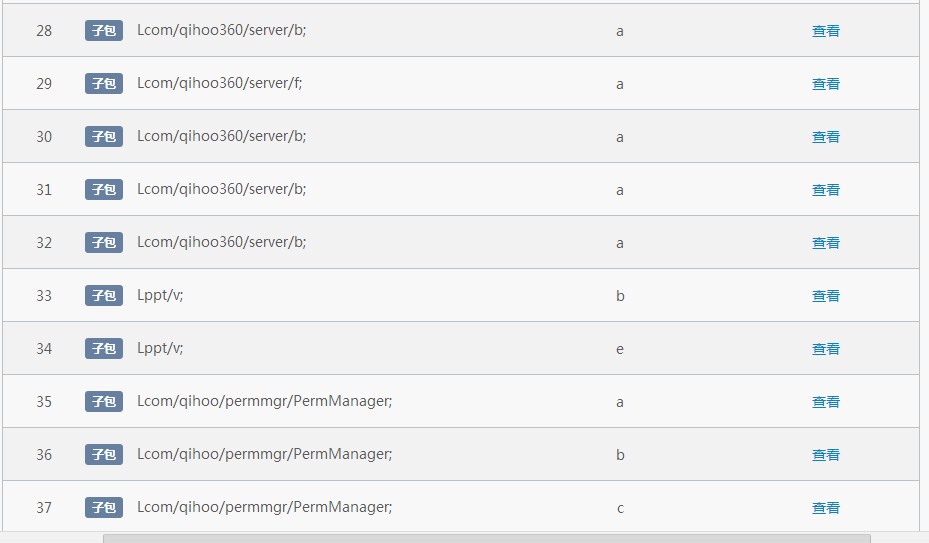 28 子包 Lcom/qihoo360/server/b; a 查看
29 子包 Lcom/qihoo360/server/f; a 查看
30 子包 Lcom/qihoo360/server/b; a 查看
31 子包 Lcom/qihoo360/server/b; a 查看
32 子包 Lcom/qihoo360/server/b; a 查看
33 子包 Lppt/v; b 查看
34 子包 Lppt/v; e 查看
35 子包 Lcom/qihoo/permmgr/PermManager; a 查看
36 子包 Lcom/qihoo/permmgr/PermManager; b 查看
37 子包 Lcom/qihoo/permmgr/PermManager; c 查看